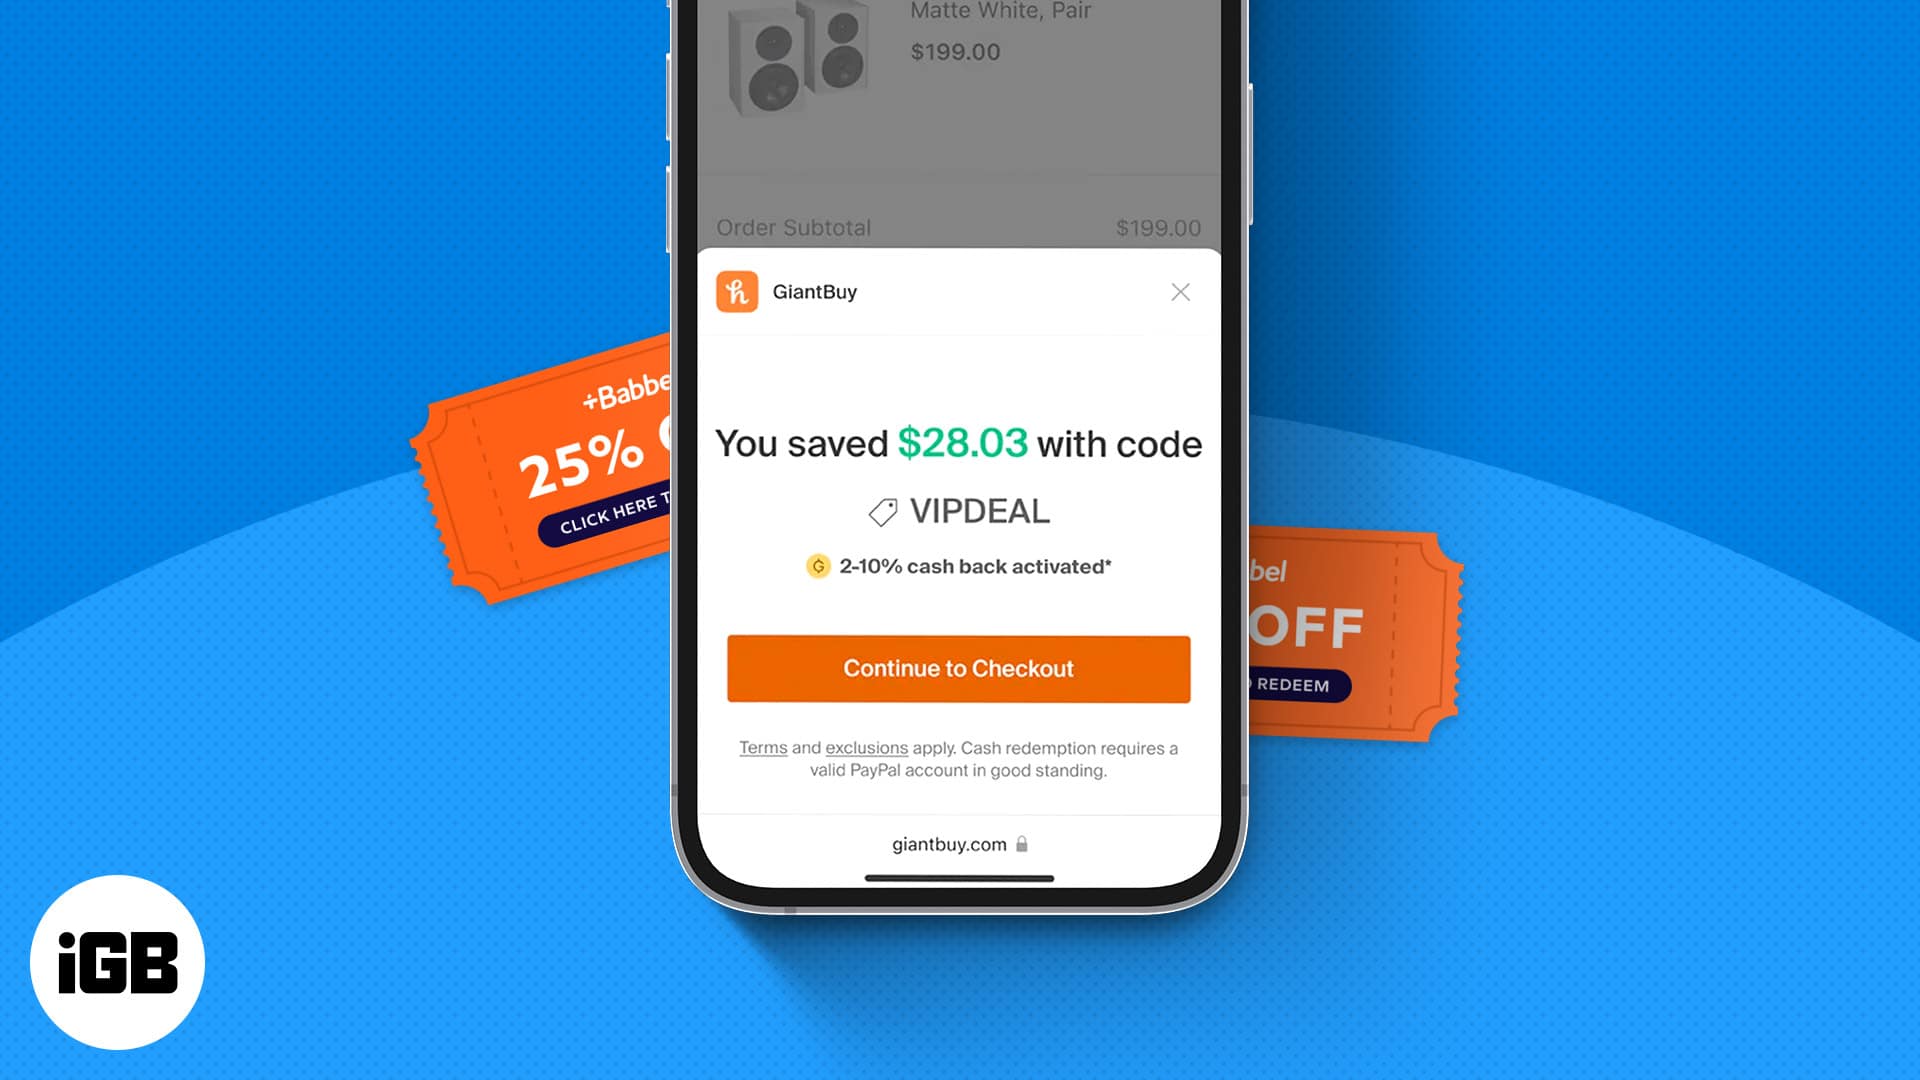 Matte White, Pair
$199.00
Order Subtotal $199.00
h GiantBuy
÷Babbe
25%
CLICK HERE T
You saved $28.03 with code
VIPDEAL
2-10% cash back activated*
Continue to Checkout
Terms and exclusions apply. Cash redemption requires a
valid PayPal account in good standing.
giantbuy.com
bel
OFF
REDEEM
iGB